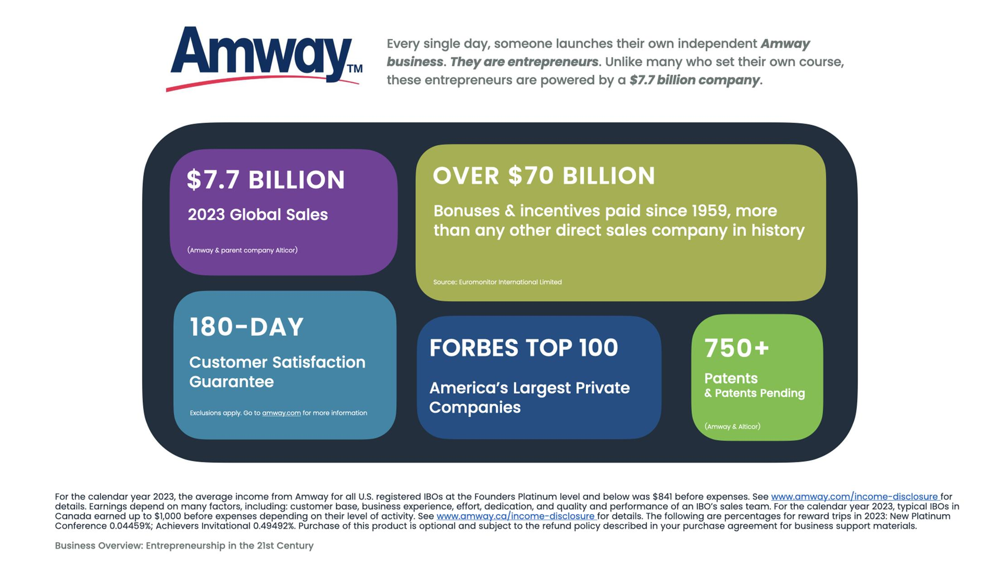 Amway™
Every single day, someone launches their own independent Amway
business. They are entrepreneurs. Unlike many who set their own course,
these entrepreneurs are powered by a $7.7 billion company.
$7.7 BILLION
2023 Global Sales
(Amway & parent company Alticor)
OVER $70 BILLION
Bonuses & incentives paid since 1959, more
than any other direct sales company in history
Source:: Euromonitor International Limited
180-DAY
Customer Satisfaction
Guarantee
Exclusions apply. Go to amway.com for more information
FORBES TOP 100
America's Largest Private
Companies
750+
Patents
& Patents Pending
(Amway & Alticor)
For the calendar year 2023, the average income from Amway for all U.S. registered IBOs at the Founders Platinum level and below was $841 before expenses. See www.amway.com/income-disclosure for
details. Earnings depend on many factors, including: customer base, business experience, effort, dedication, and quality and performance of an IBO's sales team. For the calendar year 2023, typical IBOs in
Canada earned up to $1,000 before expenses depending on their level of activity. See www.amway.ca/income-disclosure for details. The following are percentages for reward trips in 2023: New Platinum
Conference 0.04459%; Achievers Invitational 0.49492%. Purchase of this product is optional and subject to the refund policy described in your purchase agreement for business support materials.
Business Overview: Entrepreneurship in the 21st Century